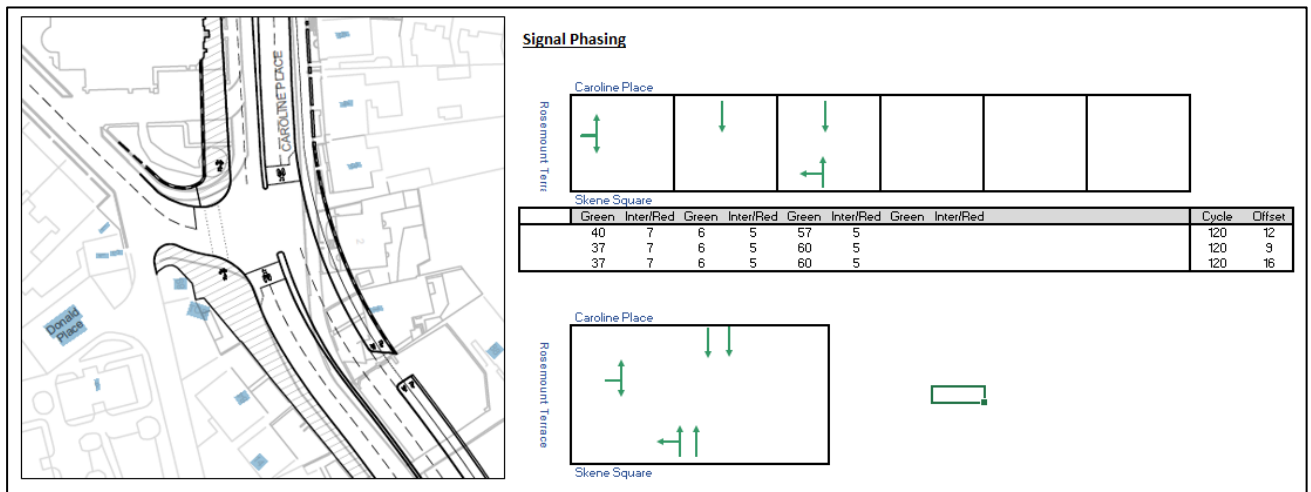 CAROLINE PLACE
Donald
Place
Signal Phasing
Caroline Place
Rosemount Terra
Skene Square
Green Inter/Red Green Inter/Red Green Inter/Red Green Inter/Red Cycle Offset
40 7 6 5 57 5 120 12
37 7 6 5 60 5 120 9
37 7 6 5 60 5 120 16
Caroline Place
Rosemount Terrace
Skene Square